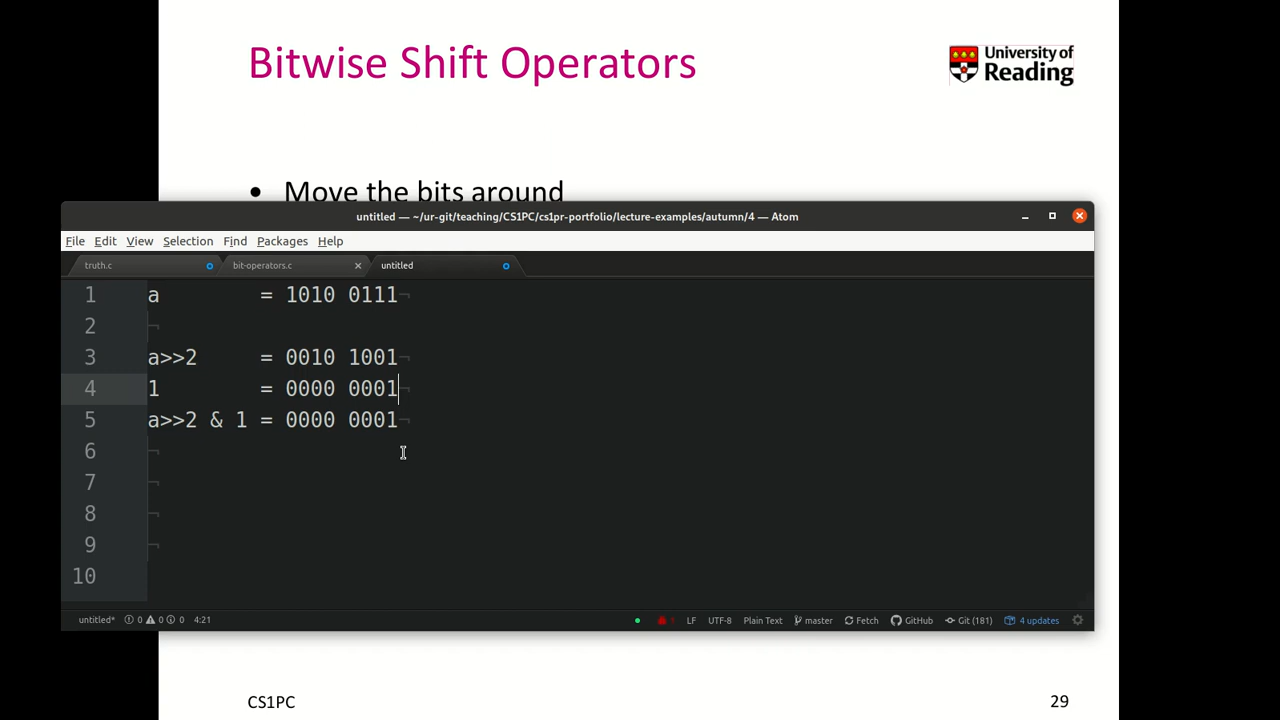 Bitwise Shift Operators
University of
Reading
• Move the bits around
untitled — ~/ur-git/teaching/CS1PC/cs1pr-portfolio/lecture-examples/autumn/4 — Atom
File Edit View Selection Find Packages Help
truth.c bit-operators.c untitled
1 a = 1010 0111¬
2 ¬
3 a>>2 = 0010 1001¬
4 1 = 0000 0001¬
5 a>>2 & 1 = 0000 0001¬
6 ¬
7 ¬
8 ¬
9 ¬
10
untitled* 0 0 0 4:21 1 LF UTF-8 Plain Text master Fetch GitHub Git (181) 4 updates
CS1PC 29